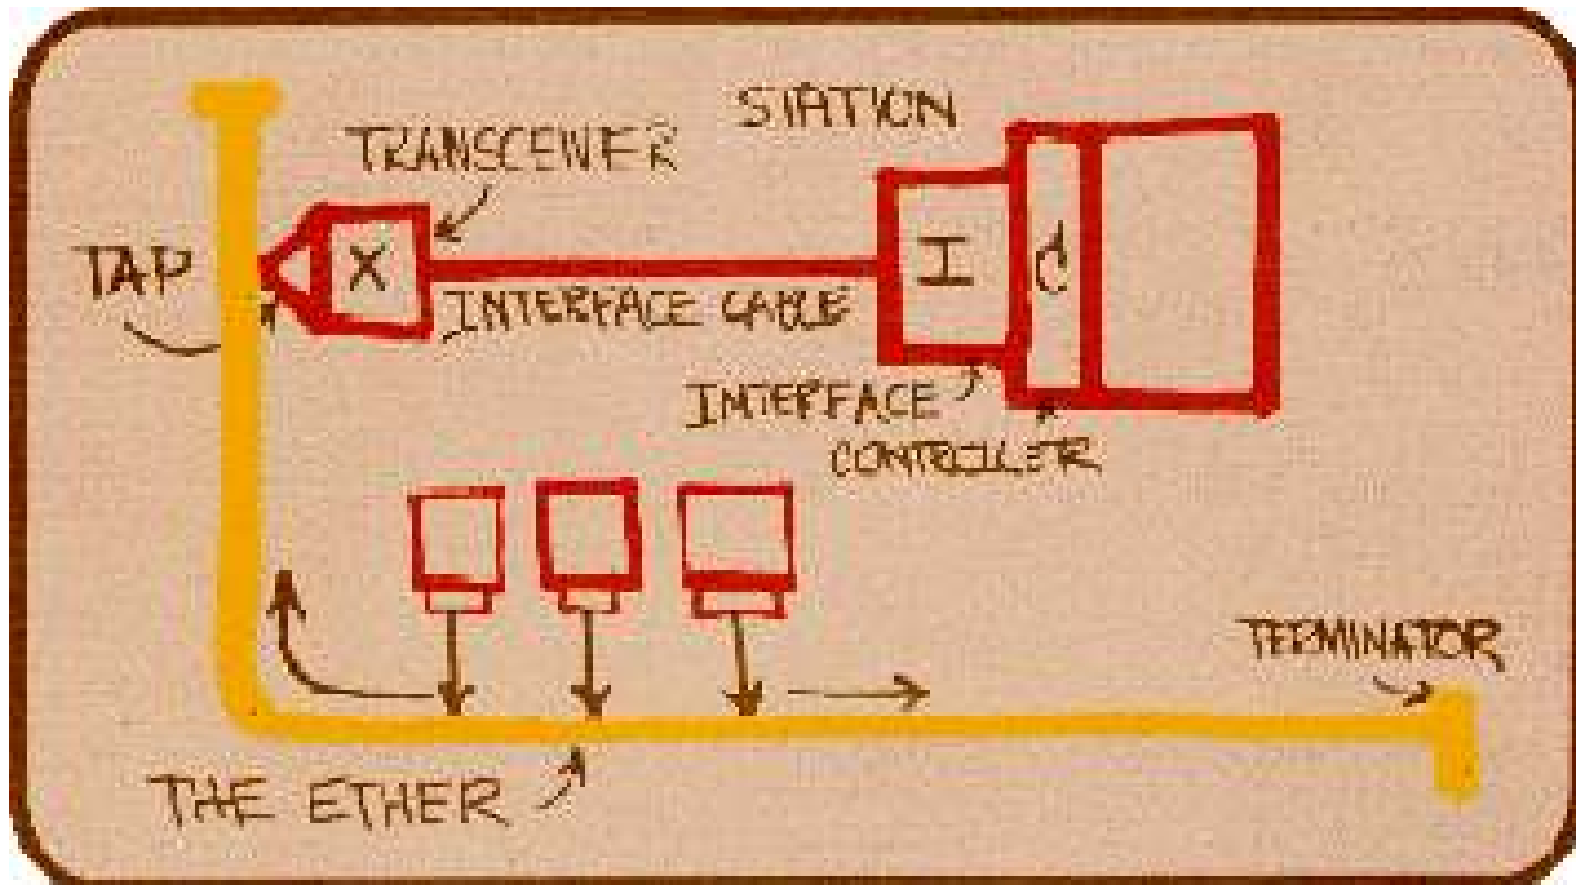 STATION
TRANSCEIVER
TAP
X
I
C
INTERFACE CABLE
INTERFACE
CONTROLLER
TERMINATOR
THE ETHER